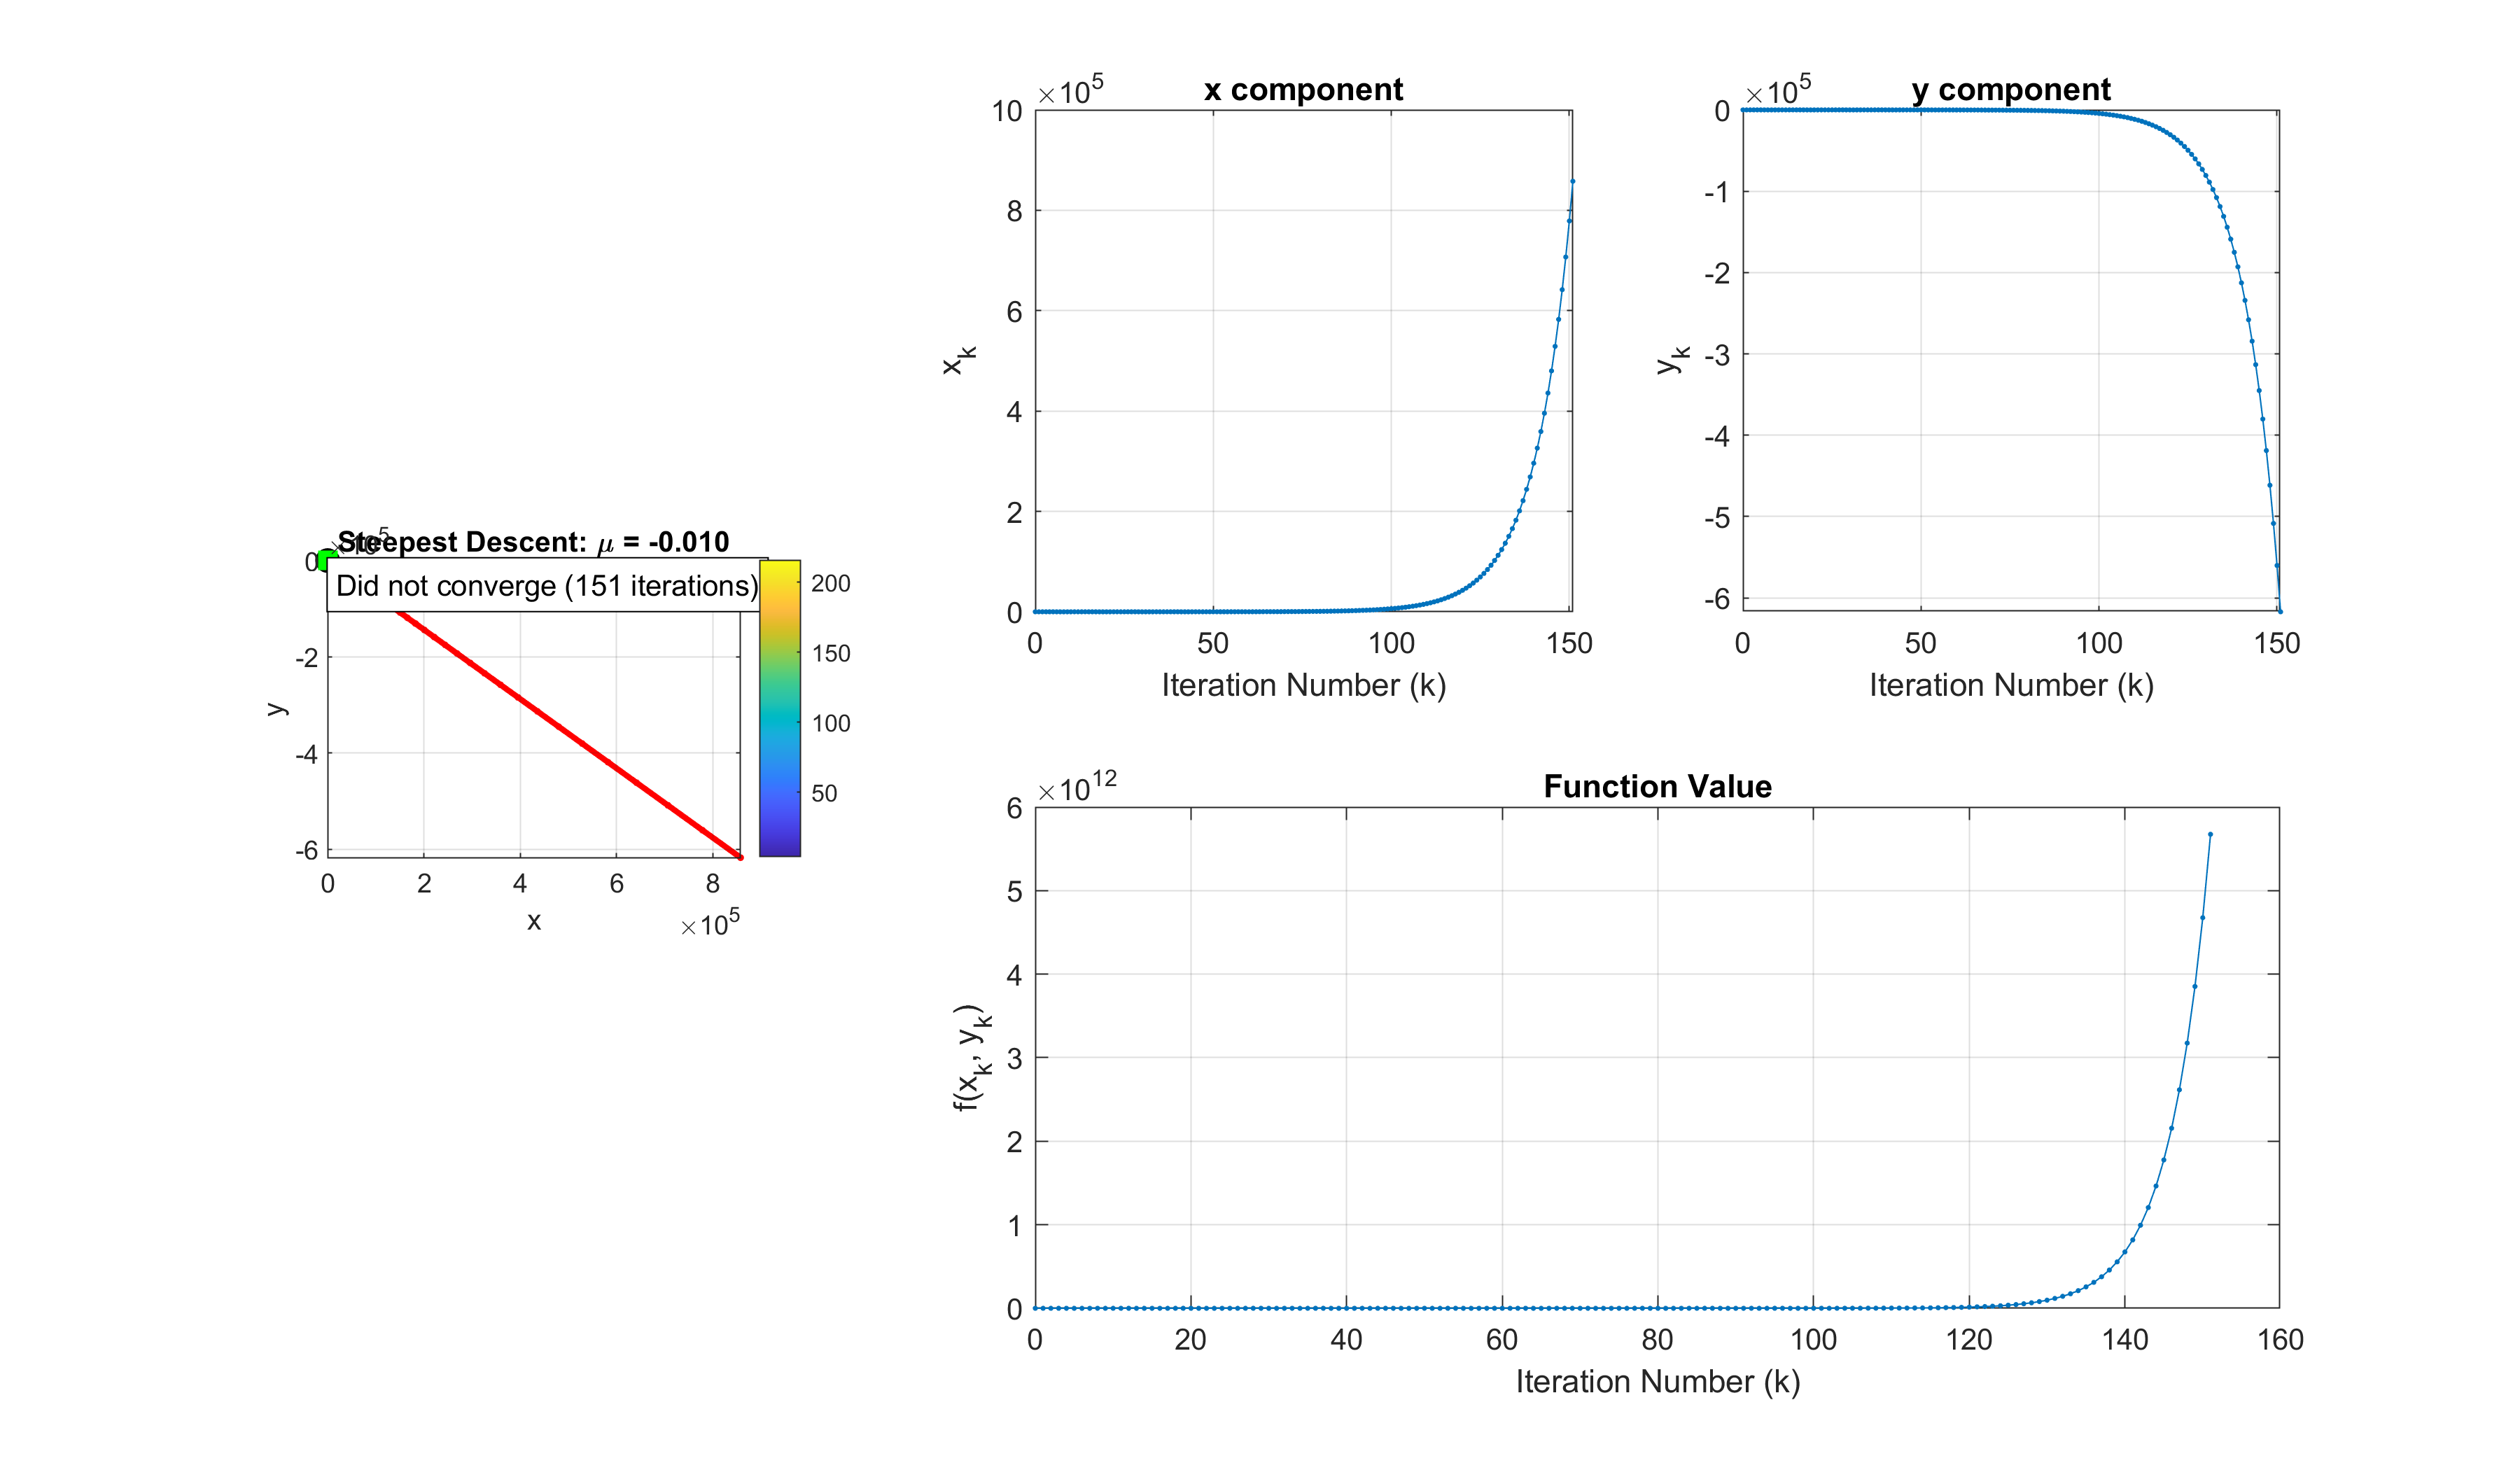 Steepest Descent: μ = -0.010
×10^5
Did not converge (151 iterations)
0
-2
-4
-6
y
0 2 4 6 8
×10^5
x
200
150
100
50
x component
×10^5
10
8
6
4
2
0
x_k
0 50 100 150
Iteration Number (k)
y component
×10^5
0
-1
-2
-3
-4
-5
-6
y_k
0 50 100 150
Iteration Number (k)
Function Value
×10^12
6
5
4
3
2
1
0
f(x_k, y_k)
0 20 40 60 80 100 120 140 160
Iteration Number (k)